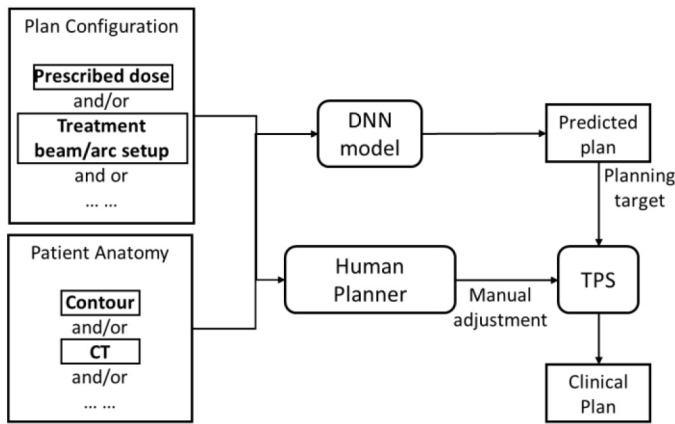 Plan Configuration
Prescribed dose
and/or
Treatment
beam/arc setup
and or
... ...
Patient Anatomy
Contour
and/or
CT
and/or
... ...
DNN
model
Predicted
plan
Planning
target
Human
Planner
Manual
adjustment
TPS
Clinical
Plan